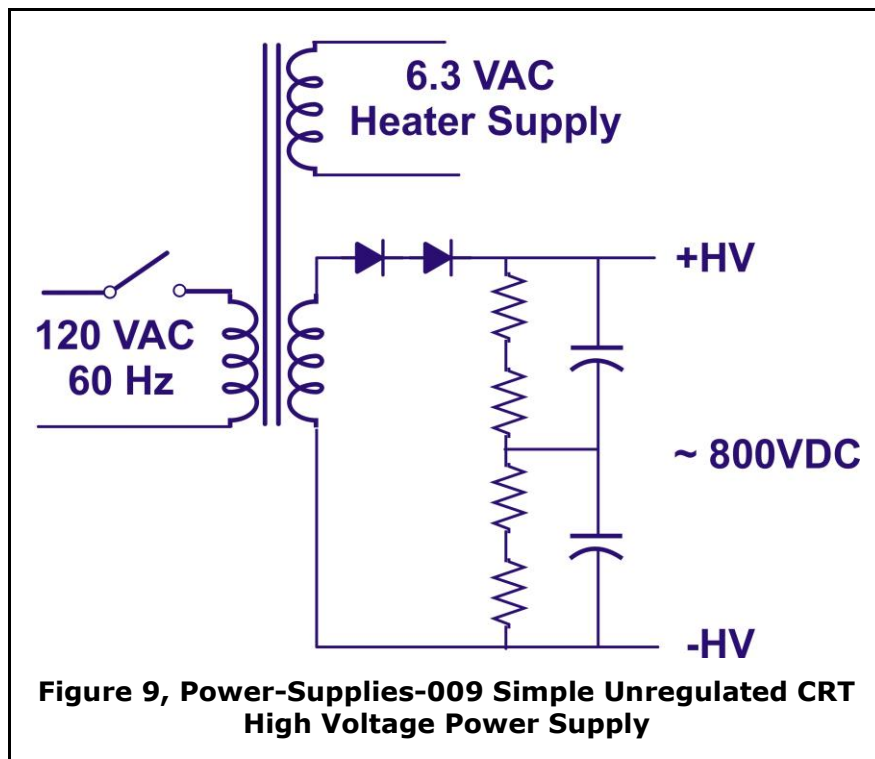 6.3 VAC
Heater Supply
+HV
120 VAC
60 Hz
~ 800VDC
-HV
Figure 9, Power-Supplies-009 Simple Unregulated CRT
High Voltage Power Supply